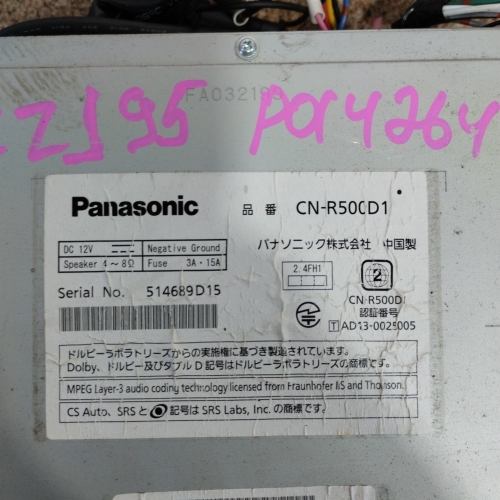 FA03219
ZZJ95 por4264
Panasonic 品番 CN-R500D1
DC 12V Negative Ground
Speaker 4～8Ω Fuse 3A・15A
パナソニック株式会社 中国製
Serial No. 514689D15
2.4FH1
2
CN-R500D1
認証番号
T AD13-0025005
ドルビーラボラトリーズからの実施権に基づき製造されています。
Dolby、ドルビー及びダブルD記号はドルビーラボラトリーズの商標です。
MPEG Layer-3 audio coding technology licensed from Fraunhofer IIS and Thomson.
CS Auto、SRSと記号は SRS Labs, Inc. の商標です。